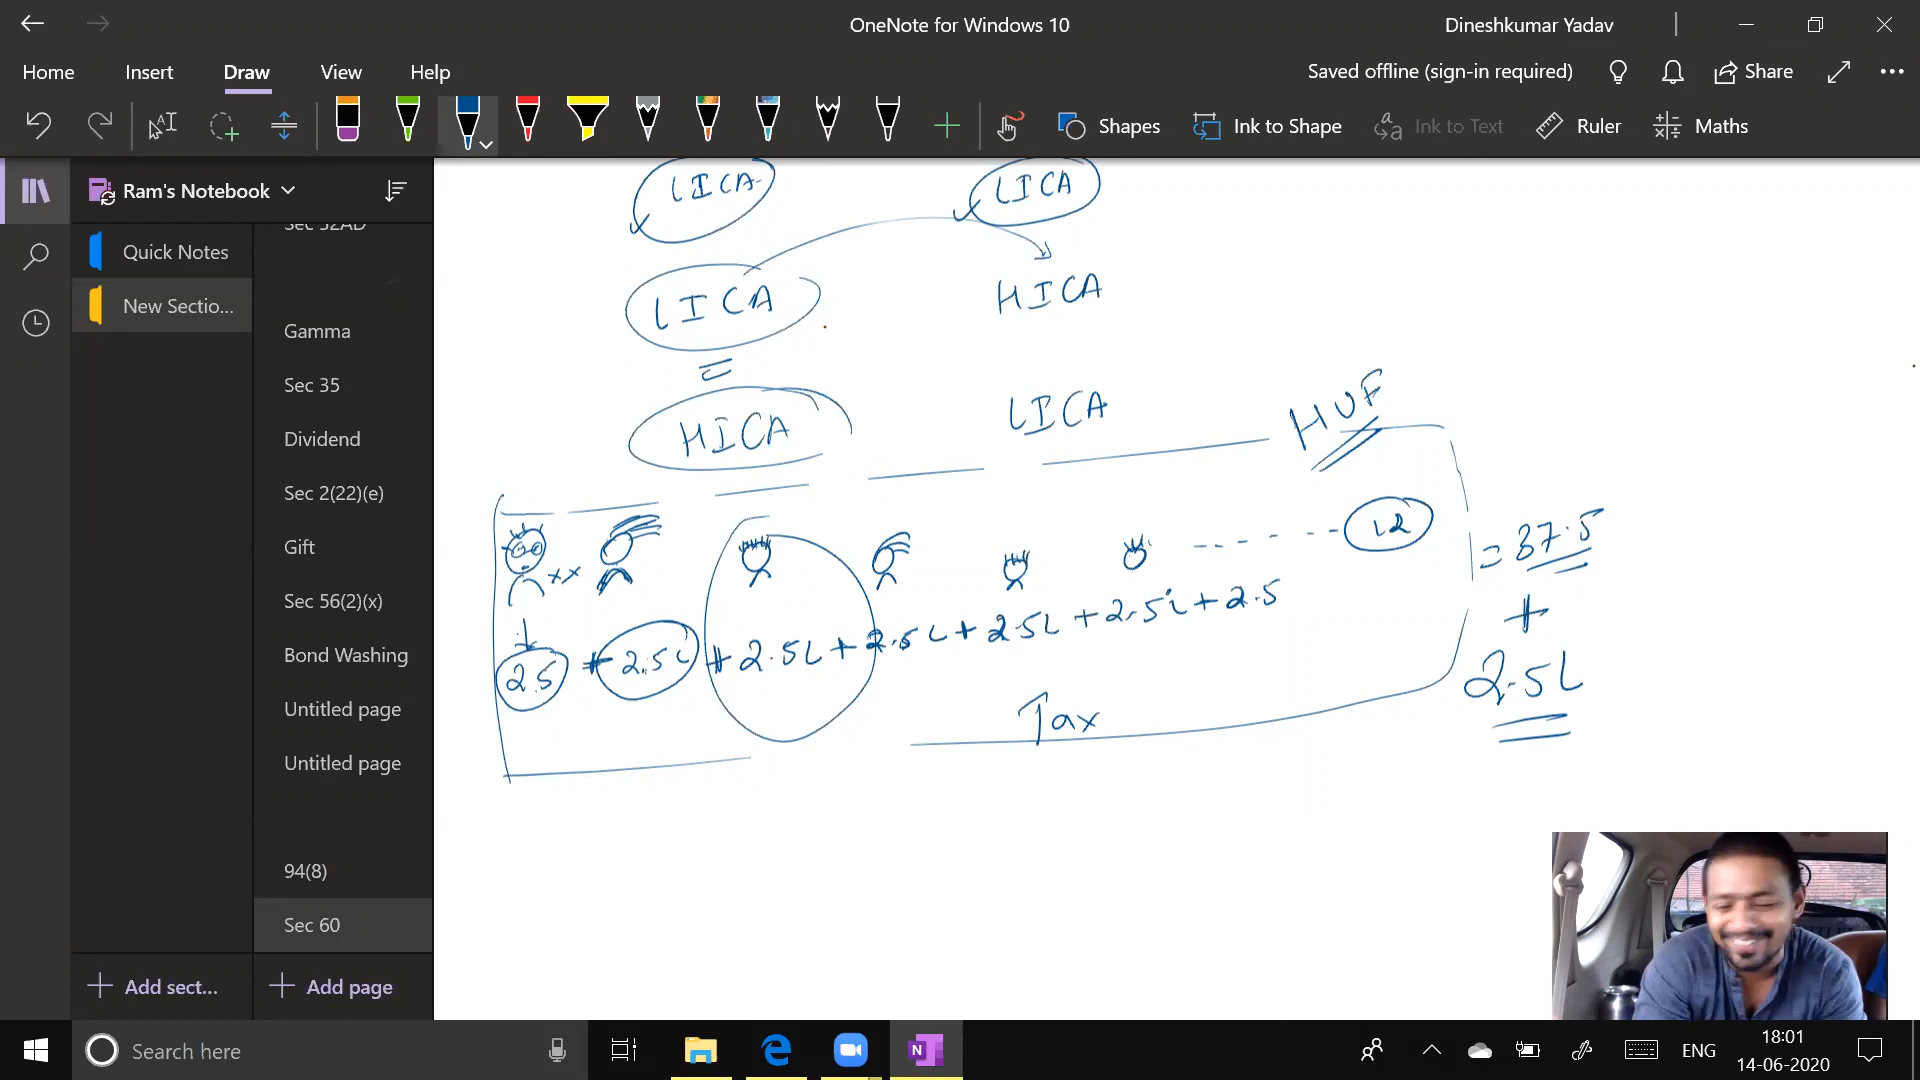 OneNote for Windows 10
Dineshkumar Yadav
Home Insert Draw View Help
Saved offline (sign-in required) Share
Shapes Ink to Shape Ink to Text Ruler Maths
Ram's Notebook
Quick Notes
New Sectio...
Sec 32AD
Gamma
Sec 35
Dividend
Sec 2(22)(e)
Gift
Sec 56(2)(x)
Bond Washing
Untitled page
Untitled page
94(8)
Sec 60
Add sect...
Add page
LICA LICA
LICA HICA
=
HICA LICA
HUF
xx - - - - - - 12
= 37.5
2.5 + 2.5L + 2.5L + 2.5L + 2.5L + 2.5L + 2.5
+
2.5L
Tax
Search here
N
ENG
18:01
14-06-2020